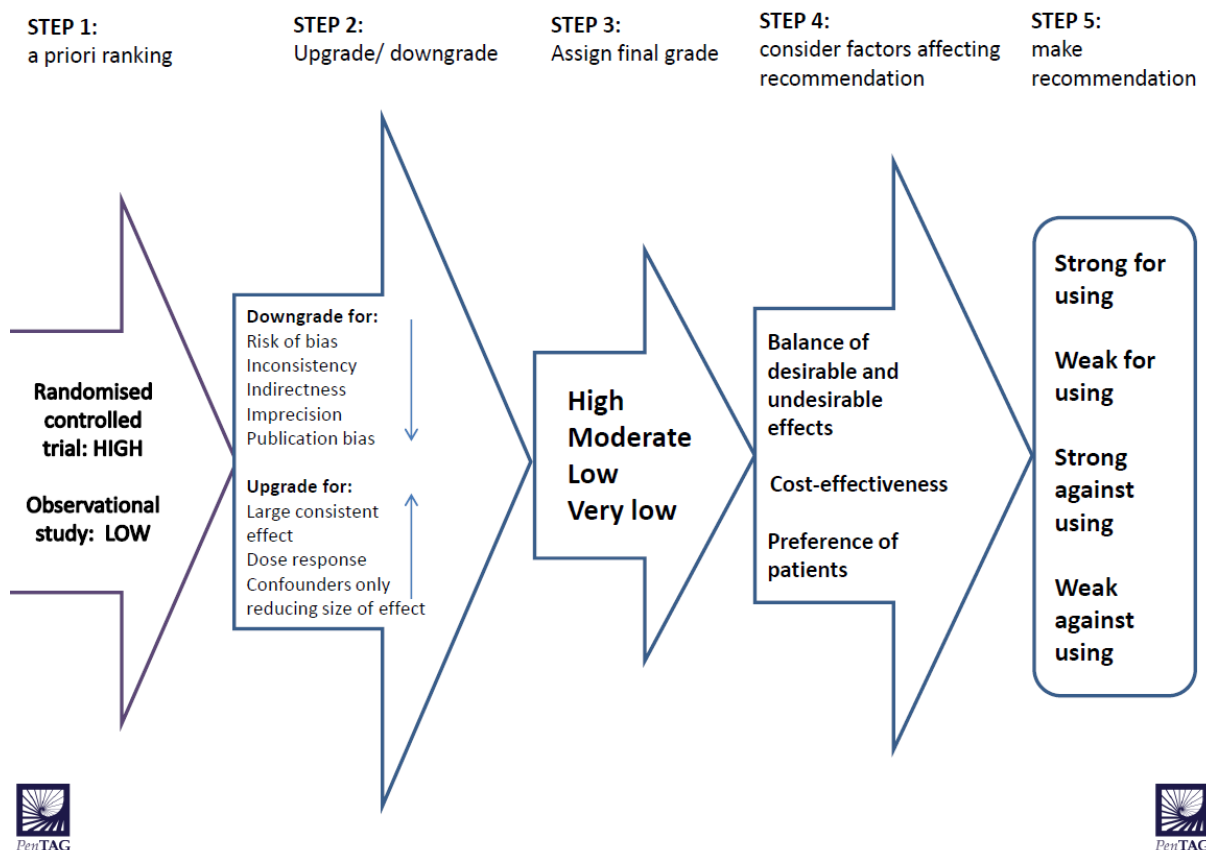 STEP 1:
a priori ranking
STEP 2:
Upgrade/ downgrade
STEP 3:
Assign final grade
STEP 4:
consider factors affecting
recommendation
STEP 5:
make
recommendation
Randomised
controlled
trial: HIGH
Observational
study: LOW
Downgrade for:
Risk of bias
Inconsistency
Indirectness
Imprecision
Publication bias
Upgrade for:
Large consistent
effect
Dose response
Confounders only
reducing size of effect
High
Moderate
Low
Very low
Balance of
desirable and
undesirable
effects
Cost-effectiveness
Preference of
patients
Strong for
using
Weak for
using
Strong
against
using
Weak
against
using
PenTAG
PenTAG